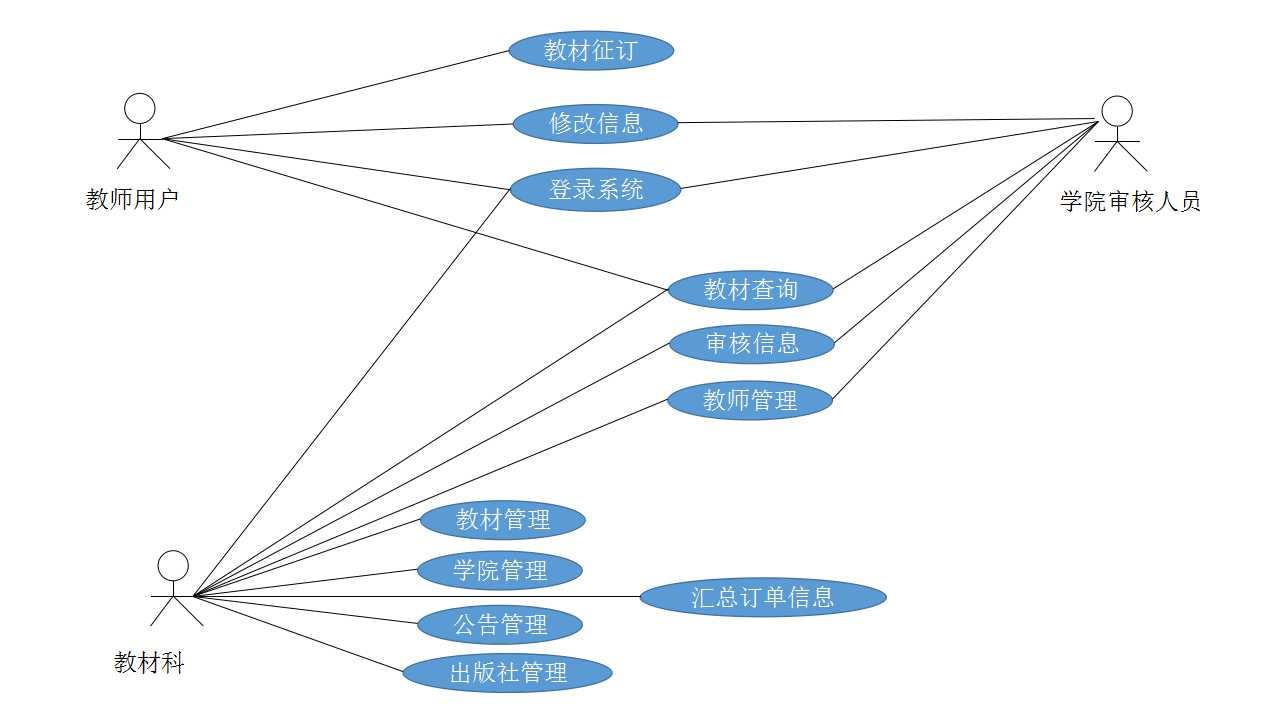 教材征订
修改信息
登录系统
教师用户
学院审核人员
教材查询
审核信息
教师管理
教材管理
学院管理
汇总订单信息
公告管理
教材科
出版社管理